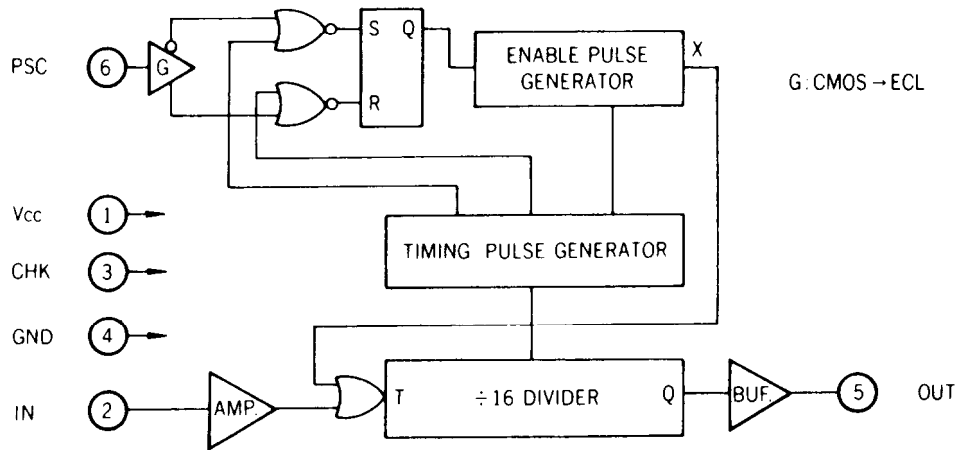 PSC 6 G S Q R ENABLE PULSE GENERATOR X G: CMOS → ECL
Vcc 1
CHK 3
GND 4
TIMING PULSE GENERATOR
IN 2 AMP. T ÷16 DIVIDER Q BUF. 5 OUT